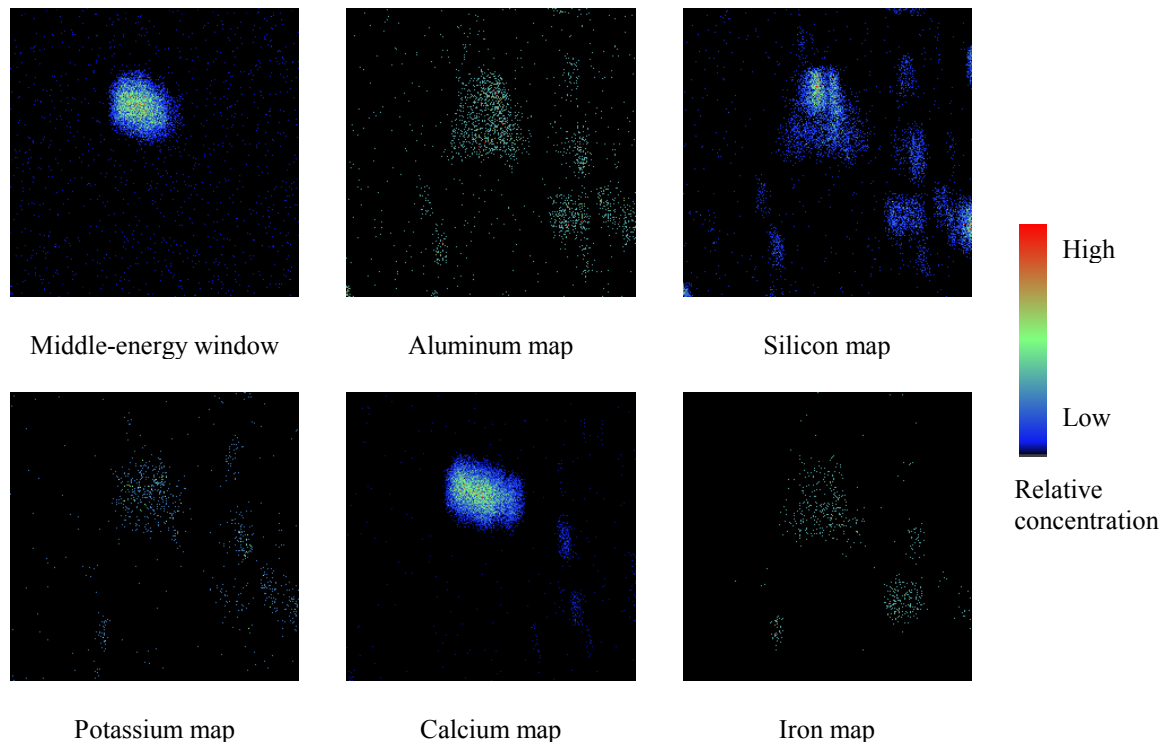 Middle-energy window
Aluminum map
Silicon map
High
Low
Relative
concentration
Potassium map
Calcium map
Iron map